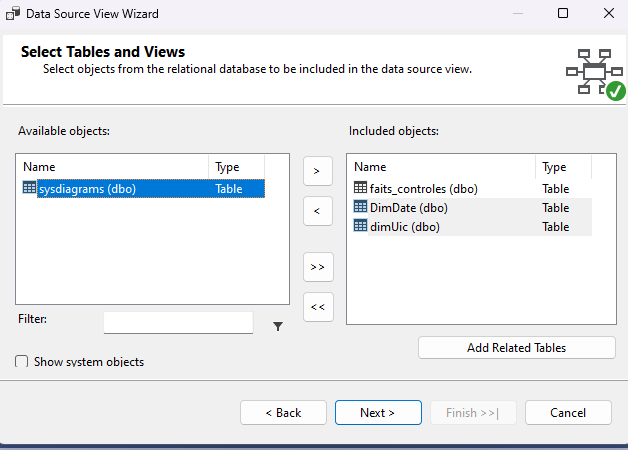 Data Source View Wizard
Select Tables and Views
Select objects from the relational database to be included in the data source view.
Available objects:
Included objects:
Name Type
sysdiagrams (dbo) Table
>
<
>>
<<
Name Type
faits_controles (dbo) Table
DimDate (dbo) Table
dimUic (dbo) Table
Filter:
Add Related Tables
Show system objects
< Back
Next >
Finish >>|
Cancel